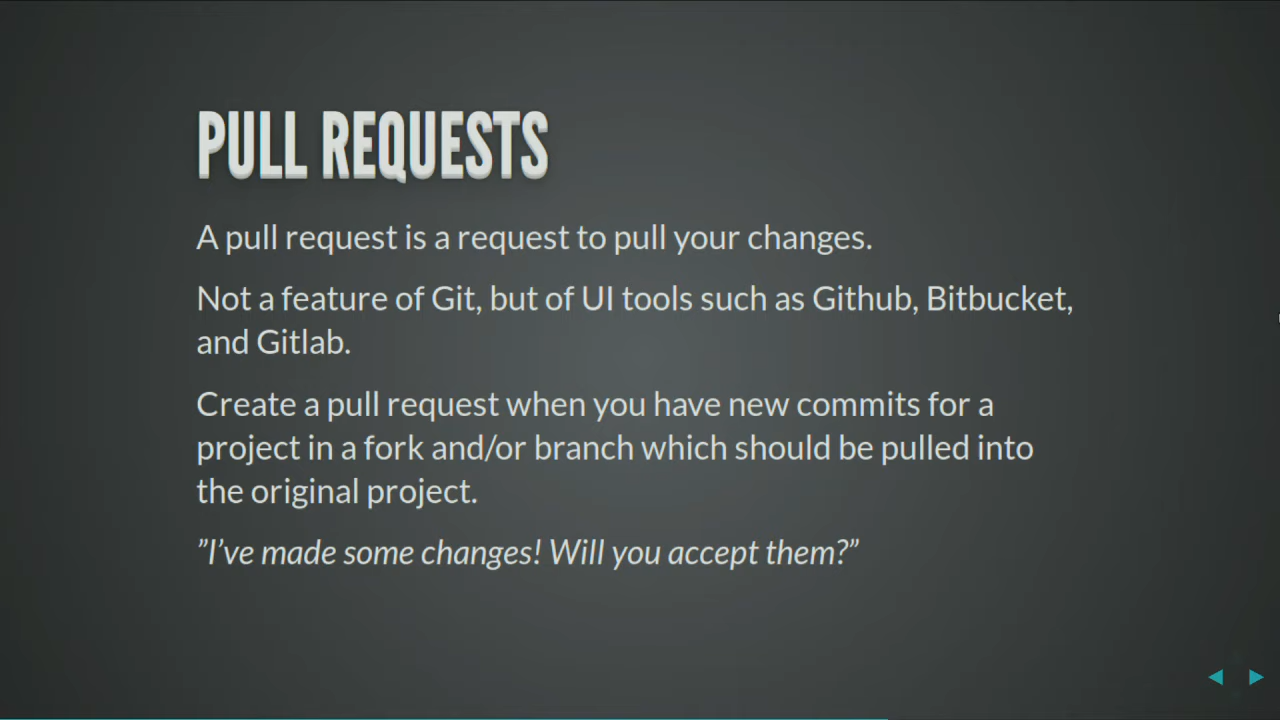 PULL REQUESTS
A pull request is a request to pull your changes.
Not a feature of Git, but of UI tools such as Github, Bitbucket,
and Gitlab.
Create a pull request when you have new commits for a
project in a fork and/or branch which should be pulled into
the original project.
”I’ve made some changes! Will you accept them?”